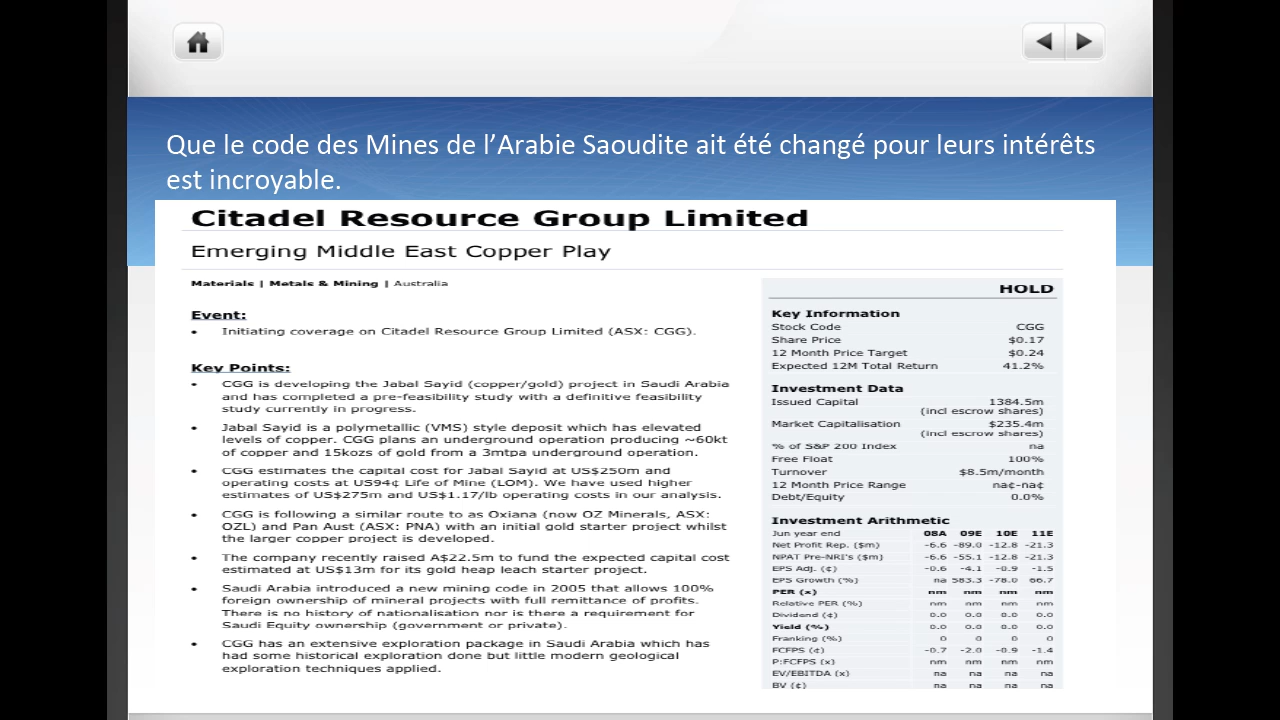 Que le code des Mines de l’Arabie Saoudite ait été changé pour leurs intérêts
est incroyable.
Citadel Resource Group Limited
Emerging Middle East Copper Play
Materials | Metals & Mining | Australia
Event:
• Initiating coverage on Citadel Resource Group Limited (ASX: CGG).
Key Points:
• CGG is developing the Jabal Sayid (copper/gold) project in Saudi Arabia
and has completed a pre-feasibility study with a definitive feasibility
study currently in progress.
• Jabal Sayid is a polymetallic (VMS) style deposit which has elevated
levels of copper. CGG plans an underground operation producing ~60kt
of copper and 15kozs of gold from a 3mtpa underground operation.
• CGG estimates the capital cost for Jabal Sayid at US$250m and
operating costs at US94¢ Life of Mine (LOM). We have used higher
estimates of US$275m and US$1.17/lb operating costs in our analysis.
• CGG is following a similar route to as Oxiana (now OZ Minerals, ASX:
OZL) and Pan Aust (ASX: PNA) with an initial gold starter project whilst
the larger copper project is developed.
• The company recently raised A$22.5m to fund the expected capital cost
estimated at US$13m for its gold heap leach starter project.
• Saudi Arabia introduced a new mining code in 2005 that allows 100%
foreign ownership of mineral projects with full remittance of profits.
There is no history of nationalisation nor is there a requirement for
Saudi Equity ownership (government or private).
• CGG has an extensive exploration package in Saudi Arabia which has
had some historical exploration done but little modern geological
exploration techniques applied.
HOLD
Key Information
Stock Code CGG
Share Price $0.17
12 Month Price Target $0.24
Expected 12M Total Return 41.2%
Investment Data
Issued Capital 1384.5m
(incl escrow shares)
Market Capitalisation $235.4m
(incl escrow shares)
% of S&P 200 Index na
Free Float 100%
Turnover $8.5m/month
12 Month Price Range na¢-na¢
Debt/Equity 0.0%
Investment Arithmetic
Jun year end 08A 09E 10E 11E
Net Profit Rep. ($m) -6.6 -89.0 -12.8 -21.3
NPAT Pre-NRI's ($m) -6.6 -55.1 -12.8 -21.3
EPS Adj. (¢) -0.6 -4.1 -0.9 -1.5
EPS Growth (%) na 583.3 -78.0 66.7
PER (x) nm nm nm nm
Relative PER (%) nm nm nm nm
Dividend (¢) 0.0 0.0 0.0 0.0
Yield (%) 0.0 0.0 0.0 0.0
Franking (%) 0 0 0 0
FCFPS (¢) -0.7 -2.0 -0.9 -1.4
P:FCFPS (x) nm nm nm nm
EV/EBITDA (x) na na na na
BV (¢) na na na na